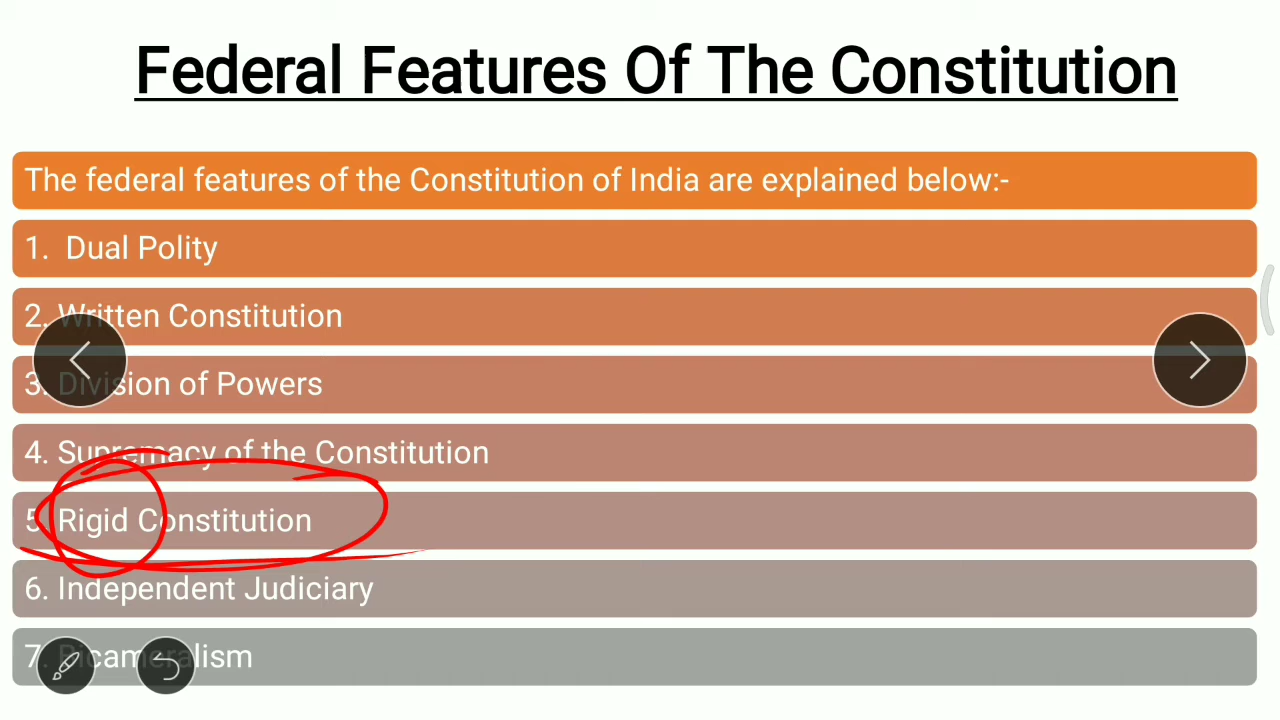 Federal Features Of The Constitution
The federal features of the Constitution of India are explained below:-
1. Dual Polity
2. Written Constitution
3. Division of Powers
4. Supremacy of the Constitution
5. Rigid Constitution
6. Independent Judiciary
7. Bicameralism